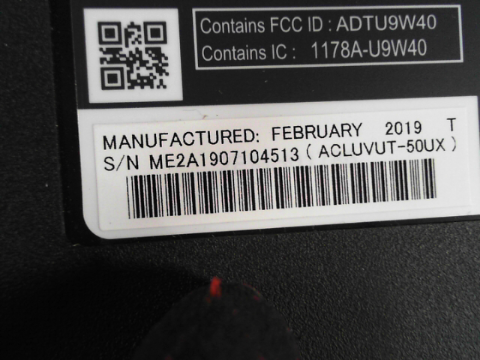 Contains FCC ID : ADTU9W40
Contains IC : 1178A-U9W40
MANUFACTURED: FEBRUARY 2019 T
S/N ME2A1907104513 ( ACLUVUT-50UX )